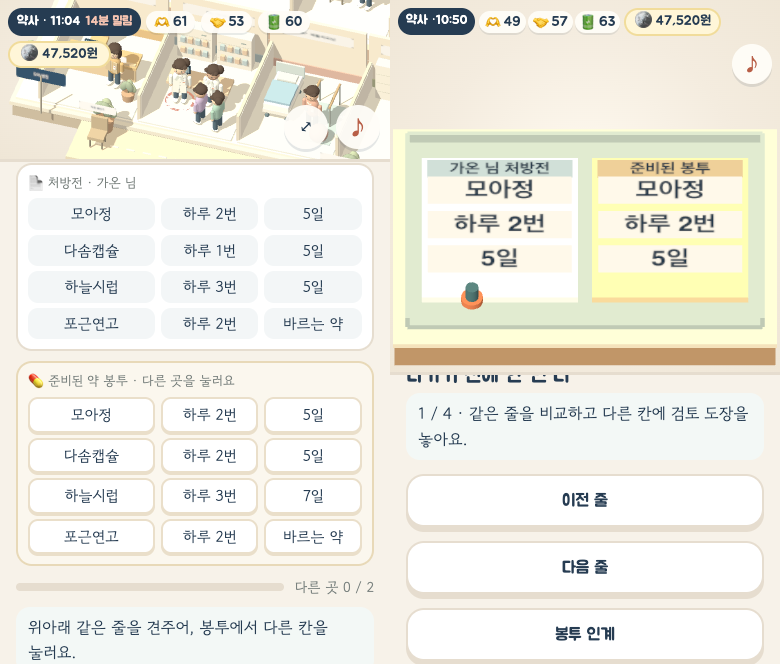 약사 · 11:04 14분 밀림
61
53
60
47,520원
처방전 · 가온 님
모아정 하루 2번 5일
다솜캡슐 하루 1번 5일
하늘시럽 하루 3번 5일
포근연고 하루 2번 바르는 약
준비된 약 봉투 · 다른 곳을 눌러요
모아정 하루 2번 5일
다솜캡슐 하루 2번 5일
하늘시럽 하루 3번 7일
포근연고 하루 2번 바르는 약
다른 곳 0 / 2
위아래 같은 줄을 견주어, 봉투에서 다른 칸을
눌러요.
약사 · 10:50
49
57
63
47,520원
가온 님 처방전
모아정
하루 2번
5일
준비된 봉투
모아정
하루 2번
5일
1 / 4 · 같은 줄을 비교하고 다른 칸에 검토 도장을
놓아요.
이전 줄
다음 줄
봉투 인계